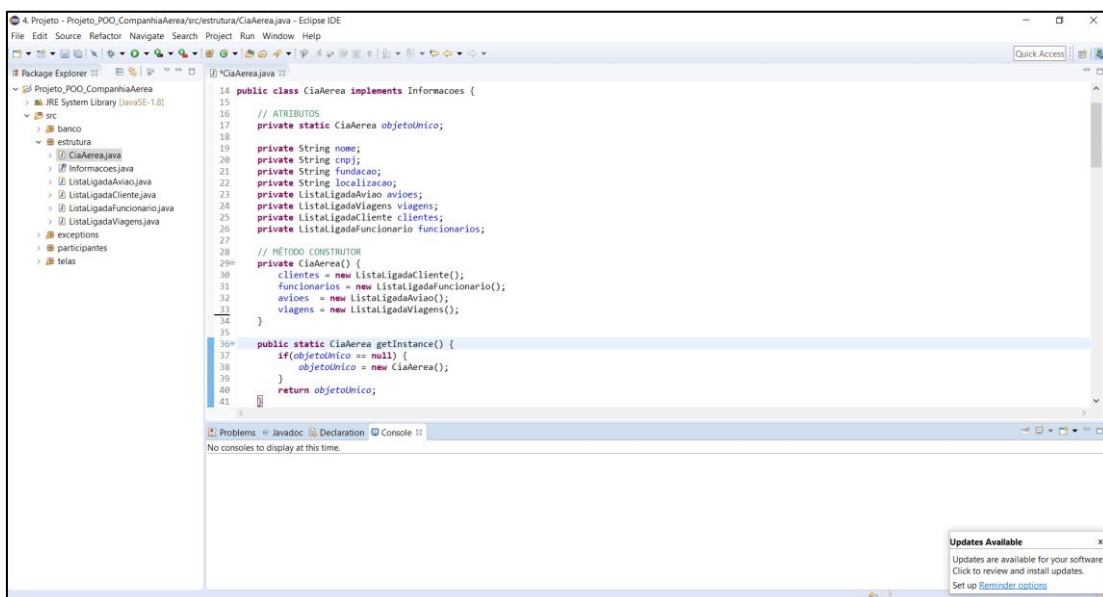 4. Projeto - Projeto_POO_CompanhiaAerea/src/estrutura/CiaAerea.java - Eclipse IDE
File Edit Source Refactor Navigate Search Project Run Window Help
Quick Access
Package Explorer
Projeto_POO_CompanhiaAerea
JRE System Library [JavaSE-1.8]
src
banco
estrutura
CiaAerea.java
Informacoes.java
ListaLigadaAviao.java
ListaLigadaCliente.java
ListaLigadaFuncionario.java
ListaLigadaViagens.java
exceptions
participantes
telas
*CiaAerea.java
14 public class CiaAerea implements Informacoes {
15
16 // ATRIBUTOS
17 private static CiaAerea objetoUnico;
18
19 private String nome;
20 private String cnpj;
21 private String fundacao;
22 private String localizacao;
23 private ListaLigadaAviao avioes;
24 private ListaLigadaViagens viagens;
25 private ListaLigadaCliente clientes;
26 private ListaLigadaFuncionario funcionarios;
27
28 // MÉTODO CONSTRUTOR
29 private CiaAerea() {
30 clientes = new ListaLigadaCliente();
31 funcionarios = new ListaLigadaFuncionario();
32 avioes  = new ListaLigadaAviao();
33 viagens = new ListaLigadaViagens();
34 }
35
36 public static CiaAerea getInstance() {
37 if(objetoUnico == null) {
38 objetoUnico = new CiaAerea();
39 }
40 return objetoUnico;
41 }
Problems Javadoc Declaration Console
No consoles to display at this time.
Updates Available x
Updates are available for your software
Click to review and install updates.
Set up Reminder options